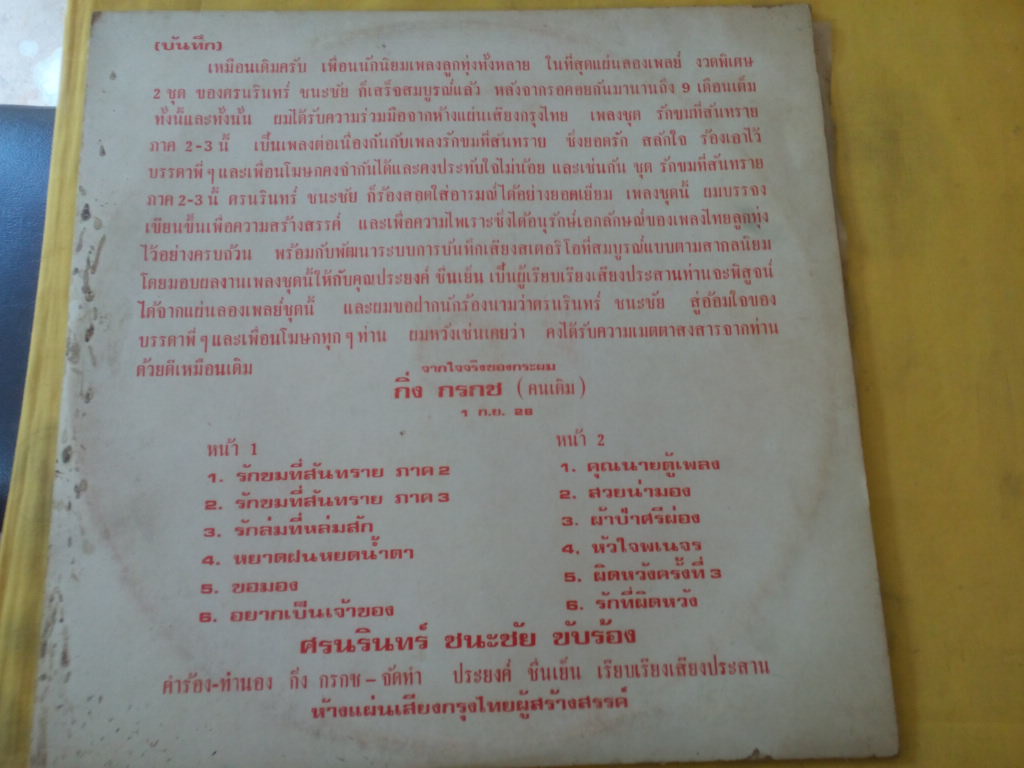 (บันทึก)
เหมือนเดิมครับ เพื่อนนักนิยมเพลงลูกทุ่งทั้งหลาย ในที่สุดแผ่นลองเพลย์ งวดพิเศษ
2 ชุด ของศรนรินทร์ ชนะชัย ก็เสร็จสมบูรณ์แล้ว หลังจากรอคอยกันมานานถึง 9 เดือนเต็ม
ทั้งนี้และทั้งนั้น ผมได้รับความร่วมมือจากห้างแผ่นเสียงกรุงไทย เพลงชุด รักขมที่สันทราย
ภาค 2-3 นี้ เป็นเพลงต่อเนื่องกันกับเพลงรักขมที่สันทราย ซึ่งยอดรัก สลักใจ ร้องเอาไว้
บรรดาพี่ ๆ และเพื่อนโฆษกคงจำกันได้และคงประทับใจไม่น้อย และเช่นกัน ชุด รักขมที่สันทราย
ภาค 2-3 นี้ ศรนรินทร์ ชนะชัย ก็ร้องสอดใส่อารมณ์ได้อย่างยอดเยี่ยม เพลงชุดนี้ ผมบรรจง
เขียนขึ้นเพื่อความสร้างสรรค์ และเพื่อความไพเราะซึ่งได้อนุรักษ์เอกลักษณ์ของเพลงไทยลูกทุ่ง
ไว้อย่างครบถ้วน พร้อมกับพัฒนาระบบการบันทึกเสียงสเตอริโอที่สมบูรณ์แบบตามสากลนิยม
โดยมอบผลงานเพลงชุดนี้ให้กับคุณประยงค์ ชื่นเย็น เป็นผู้เรียบเรียงเสียงประสานท่านจะพิสูจน์
ได้จากแผ่นลองเพลย์ชุดนี้ และผมขอฝากนักร้องนามว่าศรนรินทร์ ชนะชัย สู่อ้อมใจของ
บรรดาพี่ ๆ และเพื่อนโฆษกทุก ๆ ท่าน ผมหวังเช่นเคยว่า คงได้รับความเมตตาสงสารจากท่าน
ด้วยดีเหมือนเดิม
จากใจจริงของกระผม
กิ่ง กรกช (คนเดิม)
1 ก.ย. 26
หน้า 1
1. รักขมที่สันทราย ภาค 2
2. รักขมที่สันทราย ภาค 3
3. รักล่มที่หล่มสัก
4. หยาดฝนหยดน้ำตา
5. ขอมอง
6. อยากเป็นเจ้าของ
หน้า 2
1. คุณนายตู้เพลง
2. สวยน่ามอง
3. ผ้าป่าศรีผ่อง
4. หัวใจพเนจร
5. ผิดหวังครั้งที่ 3
6. รักที่ผิดหวัง
ศรนรินทร์ ชนะชัย ขับร้อง
คำร้อง-ทำนอง กิ่ง กรกช - จัดทำ ประยงค์ ชื่นเย็น เรียบเรียงเสียงประสาน
ห้างแผ่นเสียงกรุงไทยผู้สร้างสรรค์